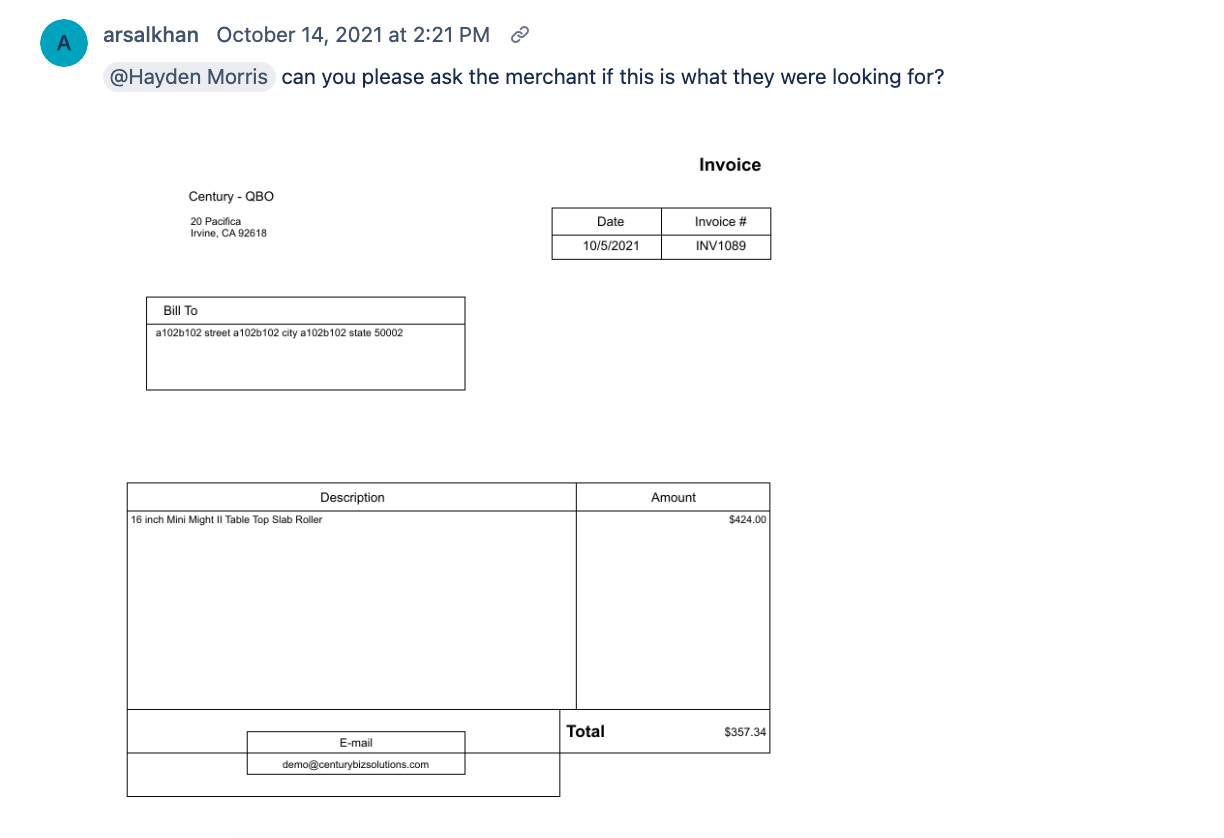 A
arsalkhan October 14, 2021 at 2:21 PM
@Hayden Morris can you please ask the merchant if this is what they were looking for?
Invoice
Century - QBO
20 Pacifica
Irvine, CA 92618
Date Invoice #
10/5/2021 INV1089
Bill To
a102b102 street a102b102 city a102b102 state 50002
Description Amount
16 inch Mini Might II Table Top Slab Roller $424.00
Total $357.34
E-mail
demo@centurybizsolutions.com